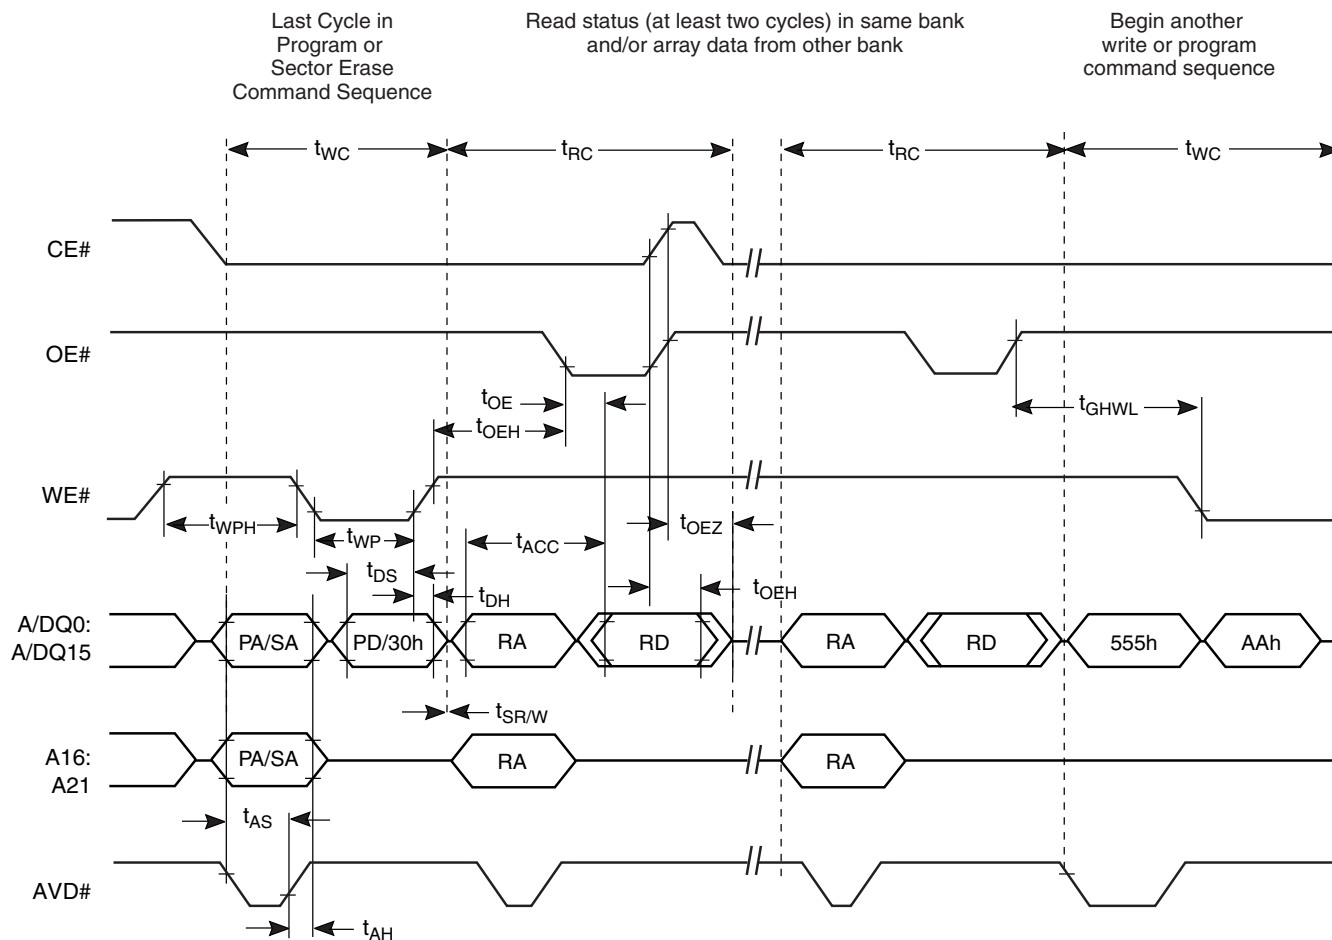 Last Cycle in
Program or
Sector Erase
Command Sequence
Read status (at least two cycles) in same bank
and/or array data from other bank
Begin another
write or program
command sequence
tWC
tRC
tRC
tWC
CE#
OE#
tOE
tOEH
tGHWL
WE#
tWPH
tWP
tACC
tOEZ
tDS
tDH
tOEH
A/DQ0:
A/DQ15
PA/SA
PD/30h
RA
RD
RA
RD
555h
AAh
tSR/W
A16:
A21
PA/SA
RA
RA
tAS
AVD#
tAH